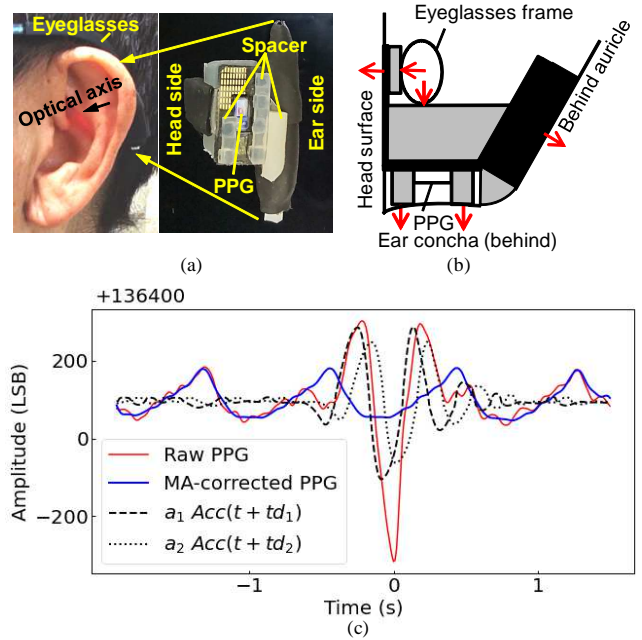 Eyeglasses
Optical axis
Head side
Spacer
PPG
Ear side
(a)
Eyeglasses frame
Head surface
Behind auricle
PPG
Ear concha (behind)
(b)
+136400
Amplitude (LSB)
200
0
−200
Raw PPG
MA-corrected PPG
a₁ Acc(t + td₁)
a₂ Acc(t + td₂)
−1
0
1
Time (s)
(c)